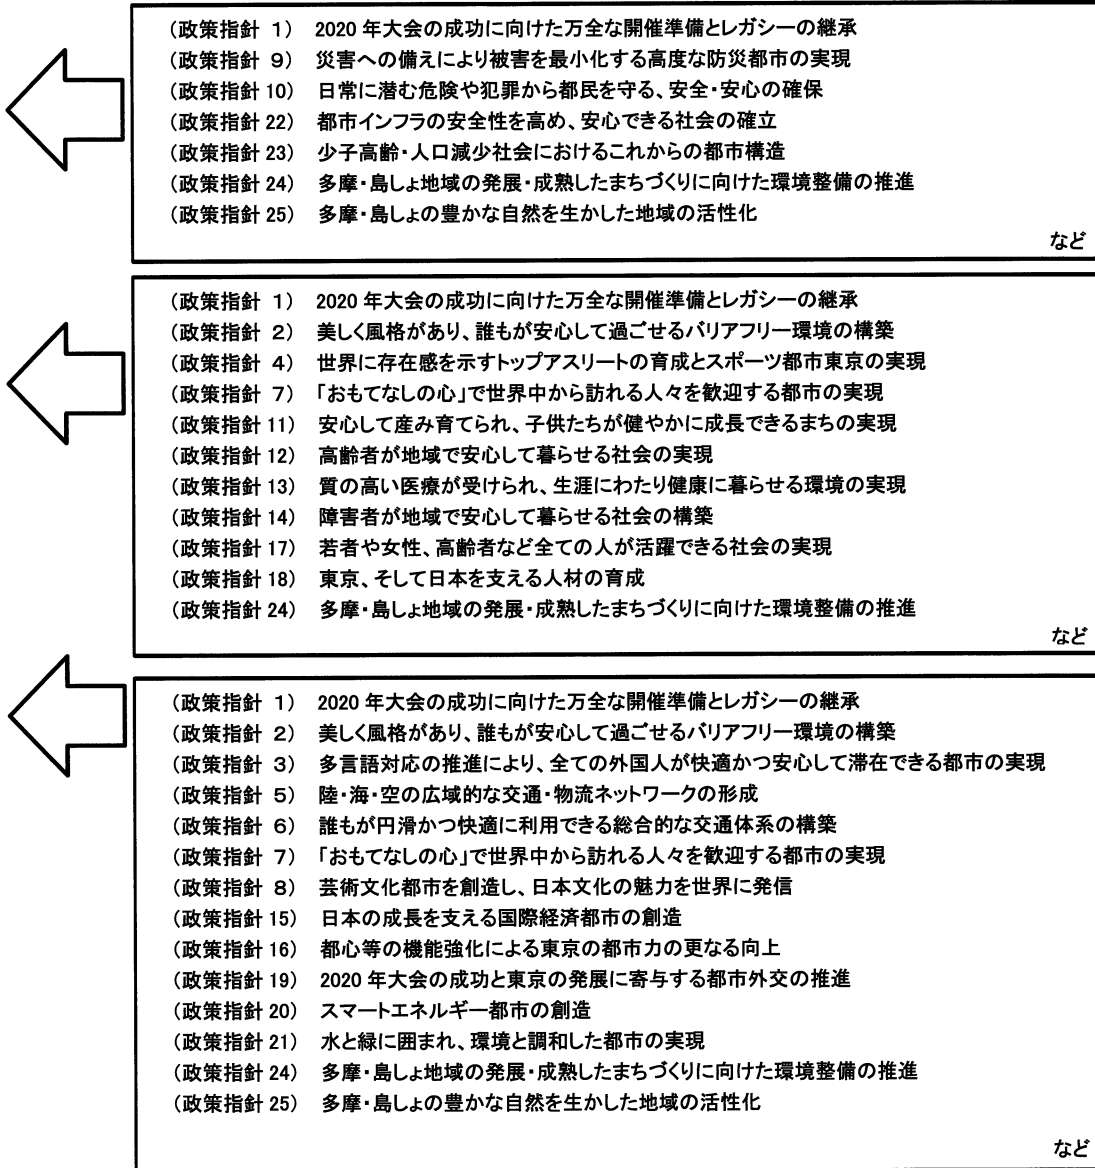 (政策指針 1) 2020年大会の成功に向けた万全な開催準備とレガシーの継承
(政策指針 9) 災害への備えにより被害を最小化する高度な防災都市の実現
(政策指針 10) 日常に潜む危険や犯罪から都民を守る、安全・安心の確保
(政策指針 22) 都市インフラの安全性を高め、安心できる社会の確立
(政策指針 23) 少子高齢・人口減少社会におけるこれからの都市構造
(政策指針 24) 多摩・島しょ地域の発展・成熟したまちづくりに向けた環境整備の推進
(政策指針 25) 多摩・島しょの豊かな自然を生かした地域の活性化
など
(政策指針 1) 2020年大会の成功に向けた万全な開催準備とレガシーの継承
(政策指針 2) 美しく風格があり、誰もが安心して過ごせるバリアフリー環境の構築
(政策指針 4) 世界に存在感を示すトップアスリートの育成とスポーツ都市東京の実現
(政策指針 7) 「おもてなしの心」で世界中から訪れる人々を歓迎する都市の実現
(政策指針 11) 安心して産み育てられ、子供たちが健やかに成長できるまちの実現
(政策指針 12) 高齢者が地域で安心して暮らせる社会の実現
(政策指針 13) 質の高い医療が受けられ、生涯にわたり健康に暮らせる環境の実現
(政策指針 14) 障害者が地域で安心して暮らせる社会の構築
(政策指針 17) 若者や女性、高齢者など全ての人が活躍できる社会の実現
(政策指針 18) 東京、そして日本を支える人材の育成
(政策指針 24) 多摩・島しょ地域の発展・成熟したまちづくりに向けた環境整備の推進
など
(政策指針 1) 2020年大会の成功に向けた万全な開催準備とレガシーの継承
(政策指針 2) 美しく風格があり、誰もが安心して過ごせるバリアフリー環境の構築
(政策指針 3) 多言語対応の推進により、全ての外国人が快適かつ安心して滞在できる都市の実現
(政策指針 5) 陸・海・空の広域的な交通・物流ネットワークの形成
(政策指針 6) 誰もが円滑かつ快適に利用できる総合的な交通体系の構築
(政策指針 7) 「おもてなしの心」で世界中から訪れる人々を歓迎する都市の実現
(政策指針 8) 芸術文化都市を創造し、日本文化の魅力を世界に発信
(政策指針 15) 日本の成長を支える国際経済都市の創造
(政策指針 16) 都心等の機能強化による東京の都市力の更なる向上
(政策指針 19) 2020年大会の成功と東京の発展に寄与する都市外交の推進
(政策指針 20) スマートエネルギー都市の創造
(政策指針 21) 水と緑に囲まれ、環境と調和した都市の実現
(政策指針 24) 多摩・島しょ地域の発展・成熟したまちづくりに向けた環境整備の推進
(政策指針 25) 多摩・島しょの豊かな自然を生かした地域の活性化
など